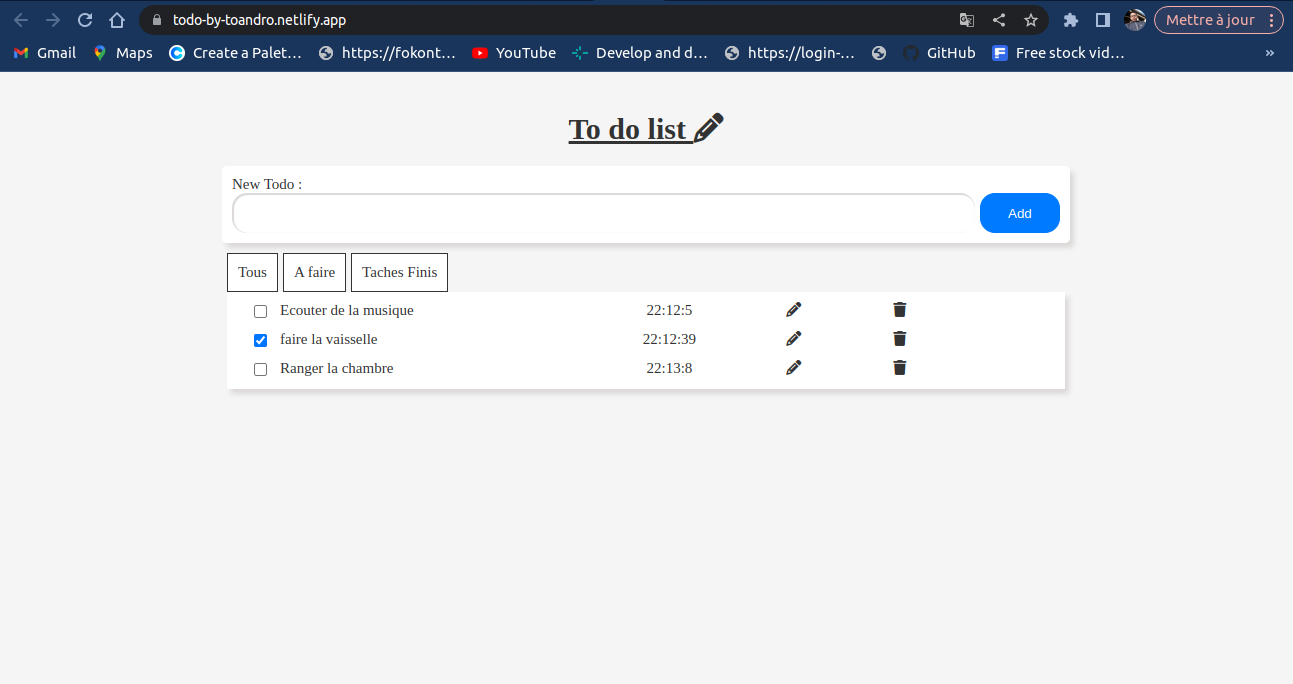 todo-by-toandro.netlify.app Mettre à jour
Gmail Maps Create a Palet... https://fokont... YouTube Develop and d... https://login-... GitHub Free stock vid... »
To do list
New Todo :
Add
Tous A faire Taches Finis
Ecouter de la musique 22:12:5
faire la vaisselle 22:12:39
Ranger la chambre 22:13:8